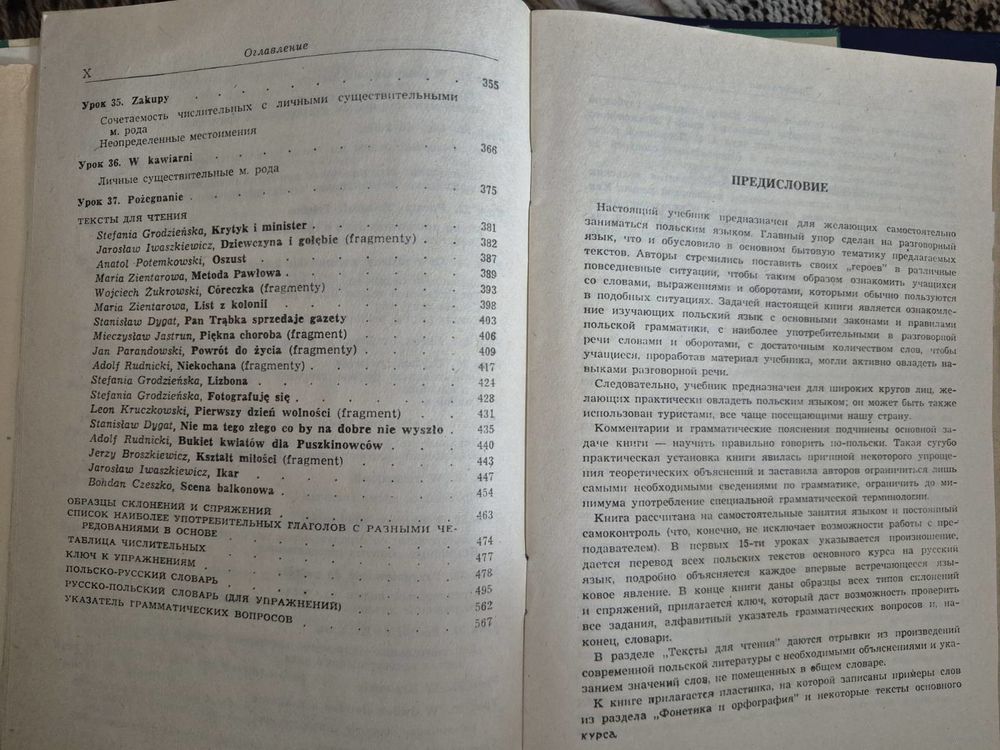 X
Оглавление
Урок 35. Zakupy . . . . . . . . 355
Сочетаемость числительных с личными существительными
м. рода
Неопределенные местоимения
Урок 36. W kawiarni . . . . . . . . 366
Личные существительные м. рода
Урок 37. Pożegnanie . . . . . . . . 375
ТЕКСТЫ ДЛЯ ЧТЕНИЯ
Stefania Grodzieńska, Krytyk i minister . . . . . 381
Jarosław Iwaszkiewicz, Dziewczyna i gołębie (fragmenty) . . 382
Anatol Potemkowski, Oszust . . . . . . 387
Maria Zientarowa, Metoda Pawłowa . . . . . . 389
Wojciech Żukrowski, Córeczka (fragmenty) . . . . 393
Maria Zientarowa, List z kolonii . . . . . . 398
Stanisław Dygat, Pan Trąbka sprzedaje gazety . . . . 403
Mieczysław Jastrun, Piękna choroba (fragment) . . . 406
Jan Parandowski, Powrót do życia (fragmenty) . . . 409
Adolf Rudnicki, Niekochana (fragmenty) . . . . 417
Stefania Grodzieńska, Lizbona . . . . . . 424
Stefania Grodzieńska, Fotografuję się . . . . . 428
Leon Kruczkowski, Pierwszy dzień wolności (fragment) . . 431
Stanisław Dygat, Nie ma tego złego co by na dobre nie wyszło . 435
Adolf Rudnicki, Bukiet kwiatów dla Puszkinowców . . . 440
Jerzy Broszkiewicz, Kształt miłości (fragment) . . . 443
Jarosław Iwaszkiewicz, Ikar . . . . . . 447
Bohdan Czeszko, Scena balkonowa . . . . . . 454
ОБРАЗЦЫ СКЛОНЕНИЙ И СПРЯЖЕНИЙ . . . . . 463
СПИСОК НАИБОЛЕЕ УПОТРЕБИТЕЛЬНЫХ ГЛАГОЛОВ С РАЗНЫМИ ЧЕ-
РЕДОВАНИЯМИ В ОСНОВЕ . . . . . . 474
ТАБЛИЦА ЧИСЛИТЕЛЬНЫХ . . . . . . 477
КЛЮЧ К УПРАЖНЕНИЯМ . . . . . . 478
ПОЛЬСКО-РУССКИЙ СЛОВАРЬ . . . . . . 495
РУССКО-ПОЛЬСКИЙ СЛОВАРЬ (ДЛЯ УПРАЖНЕНИЙ) . . . . 562
УКАЗАТЕЛЬ ГРАММАТИЧЕСКИХ ВОПРОСОВ . . . . . 567
ПРЕДИСЛОВИЕ
Настоящий учебник предназначен для желающих самостоятельно
заниматься польским языком. Главный упор сделан на разговорный
язык, что и обусловило в основном бытовую тематику предлагаемых
текстов. Авторы стремились поставить своих „героев" в различные
повседневные ситуации, чтобы таким образом ознакомить учащихся
со словами, выражениями и оборотами, которыми обычно пользуются
в подобных ситуациях. Задачей настоящей книги является ознакомле-
ние изучающих польский язык с основными законами и правилами
польской грамматики, с наиболее употребительными в разговорной
речи словами и оборотами, с достаточным количеством слов, чтобы
учащиеся, проработав материал учебника, могли активно овладеть на-
выками разговорной речи.
Следовательно, учебник предназначен для широких кругов лиц, же-
лающих практически овладеть польским языком; он может быть также
использован туристами, все чаще посещающими нашу страну.
Комментарии и грамматические пояснения подчинены основной за-
даче книги — научить правильно говорить по-польски. Такая сугубо
практическая установка книги явилась причиной некоторого упроще-
ния теоретических объяснений и заставила авторов ограничиться лишь
самыми необходимыми сведениями по грамматике, ограничить до ми-
нимума употребление специальной грамматической терминологии.
Книга рассчитана на самостоятельные занятия языком и постоянный
самоконтроль (что, конечно, не исключает возможности работы с пре-
подавателем). В первых 15-ти уроках указывается произношение,
дается перевод всех польских текстов основного курса на русский
язык, подробно объясняется каждое впервые встречающееся язы-
ковое явление. В конце книги даны образцы всех типов склонений
и спряжений, прилагается ключ, который даст возможность проверить
все задания, алфавитный указатель грамматических вопросов и, на-
конец, словари.
В разделе „Тексты для чтения" даются отрывки из произведений
современной польской литературы с необходимыми объяснениями и ука-
занием значений слов, не помещенных в общем словаре.
К книге прилагается пластинка, на которой записаны примеры слов
из раздела „Фонетика и орфография" и некоторые тексты основного
курса.